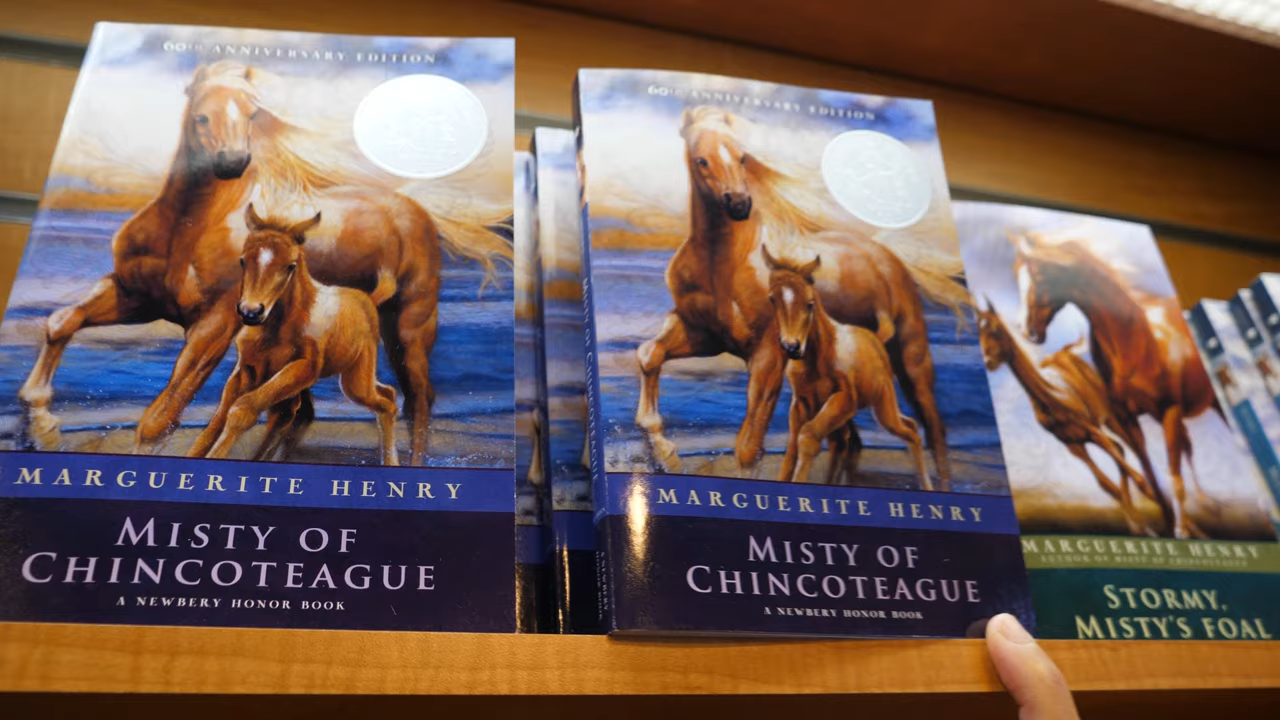 60TH ANNIVERSARY EDITION
MARGUERITE HENRY
MISTY OF
CHINCOTEAGUE
A NEWBERY HONOR BOOK
60TH ANNIVERSARY EDITION
MARGUERITE HENRY
MISTY OF
CHINCOTEAGUE
A NEWBERY HONOR BOOK
MARGUERITE HENRY
AUTHOR OF MISTY OF CHINCOTEAGUE
STORMY,
MISTY'S FOAL